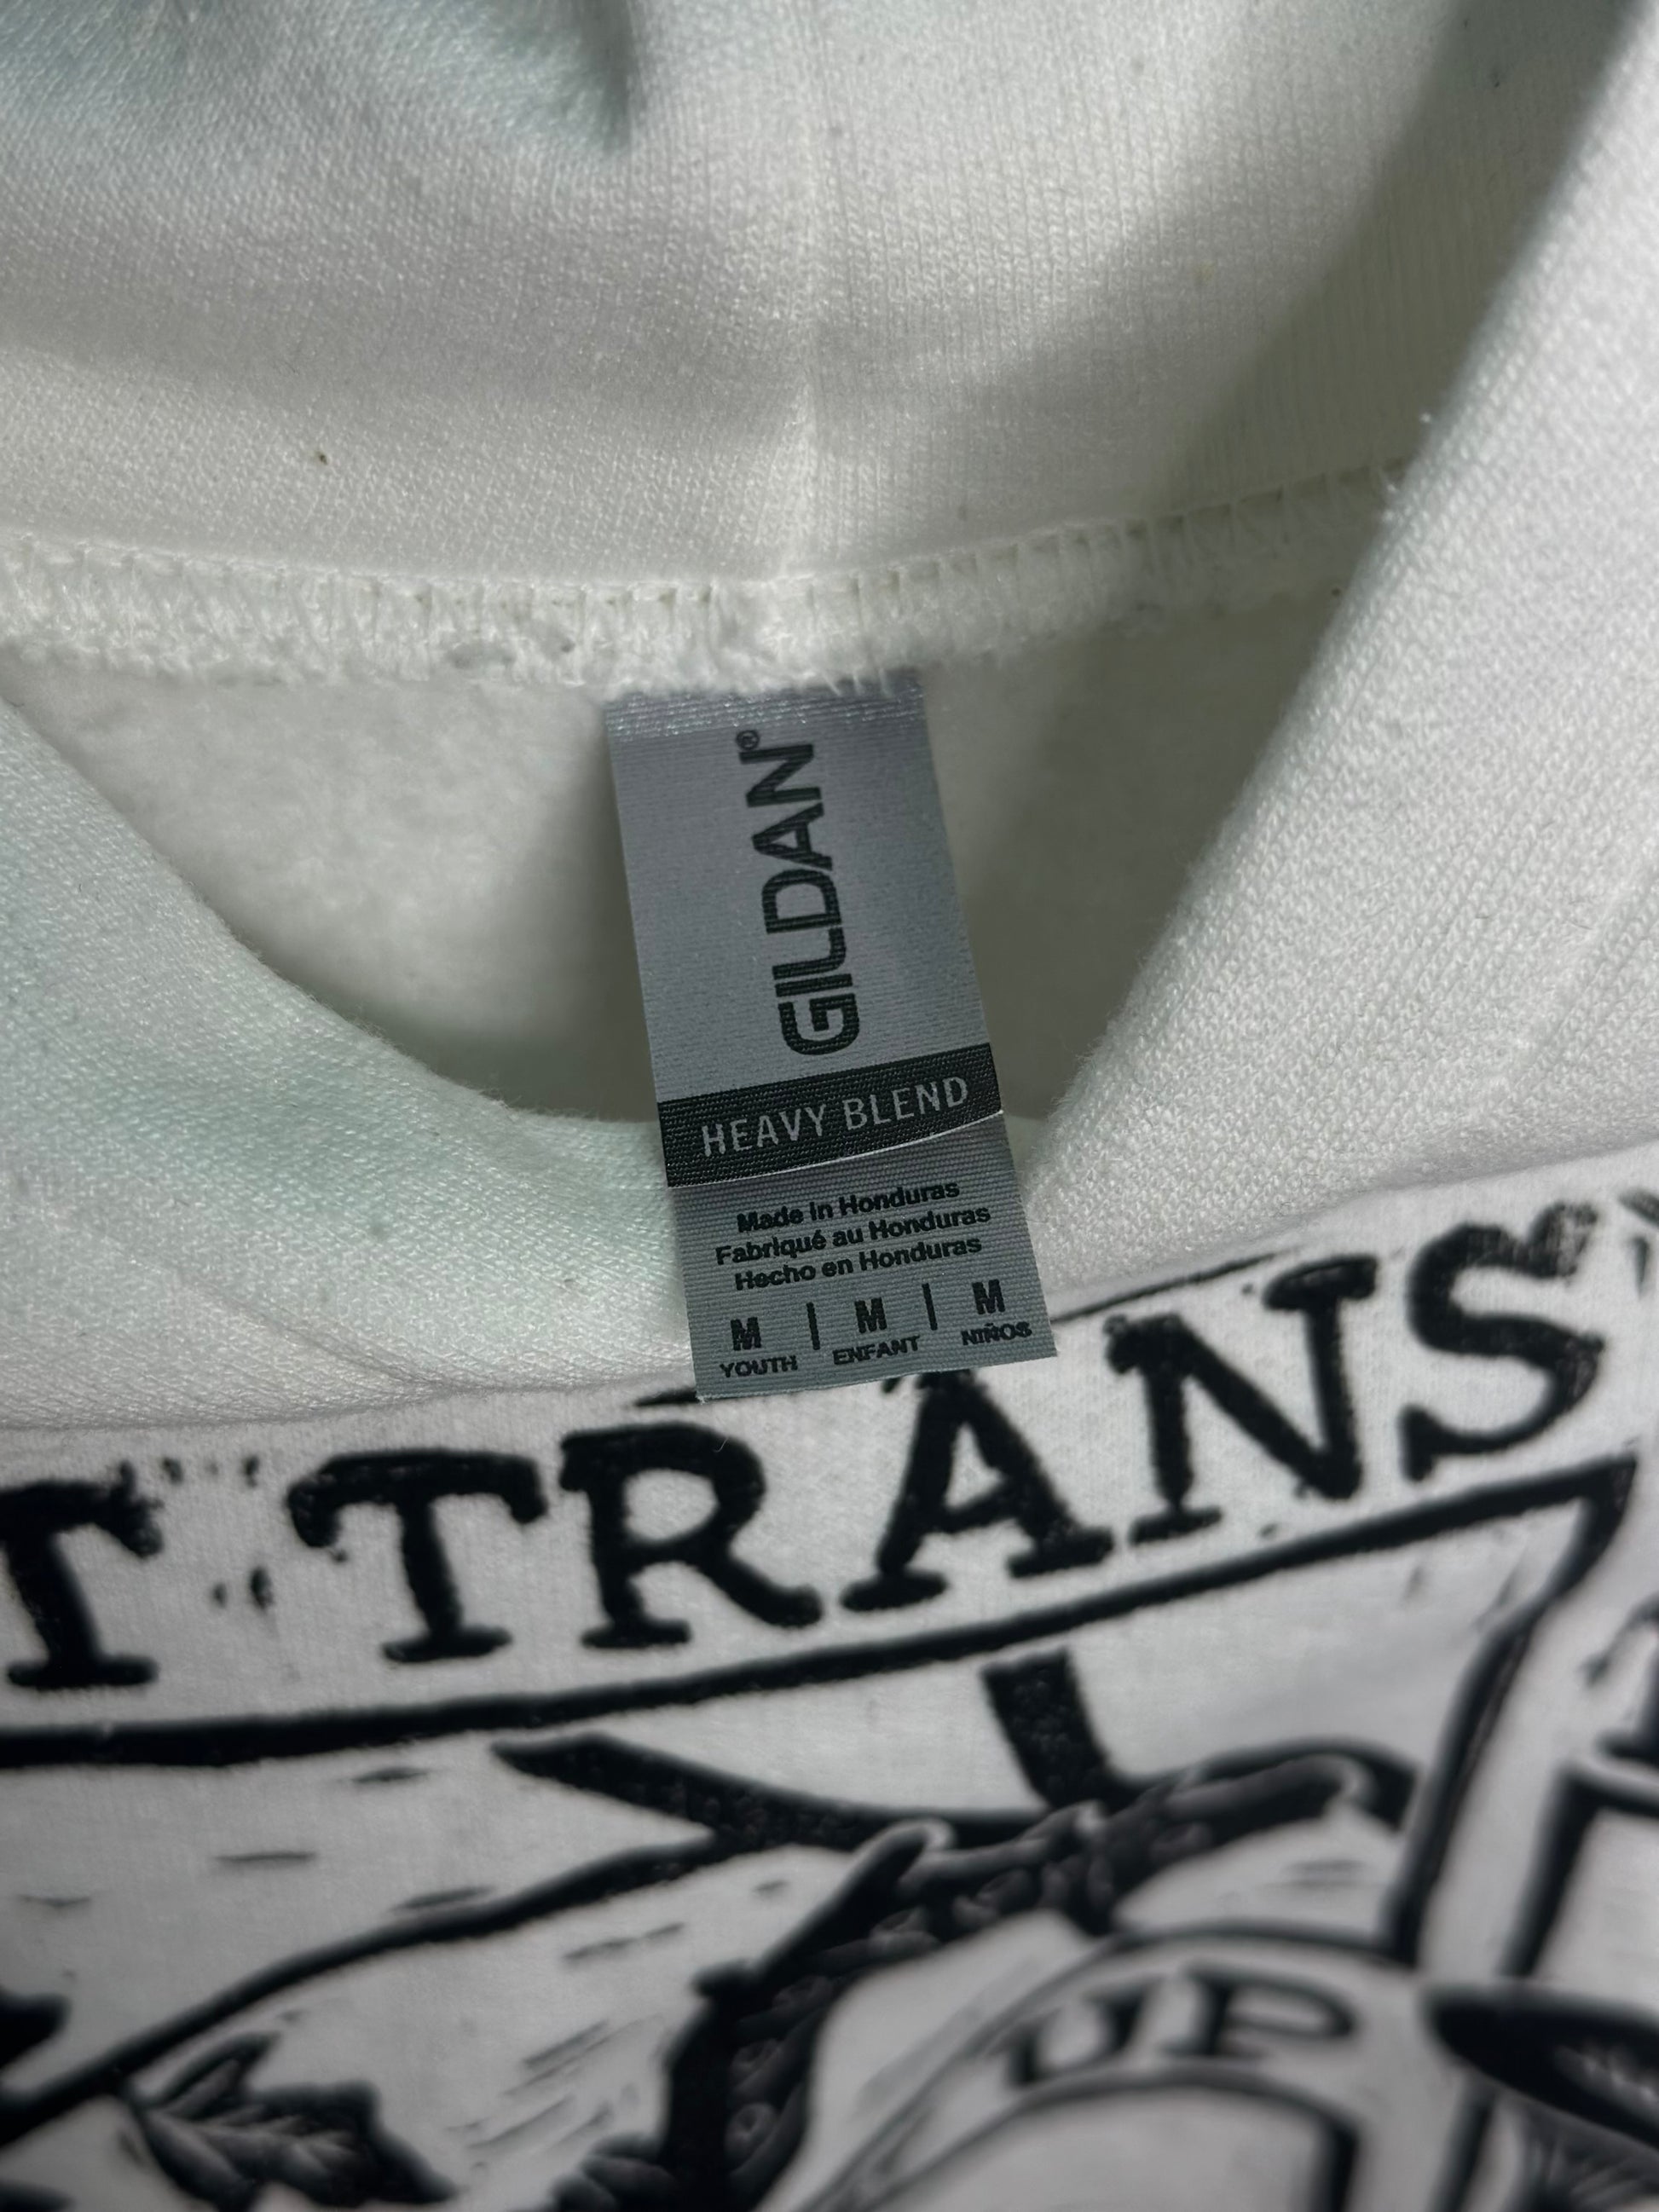 GILDAN®
HEAVY BLEND
Made in Honduras
Fabriqué au Honduras
Hecho en Honduras
M | M | M
YOUTH ENFANT NIÑOS
T TRANS
UP